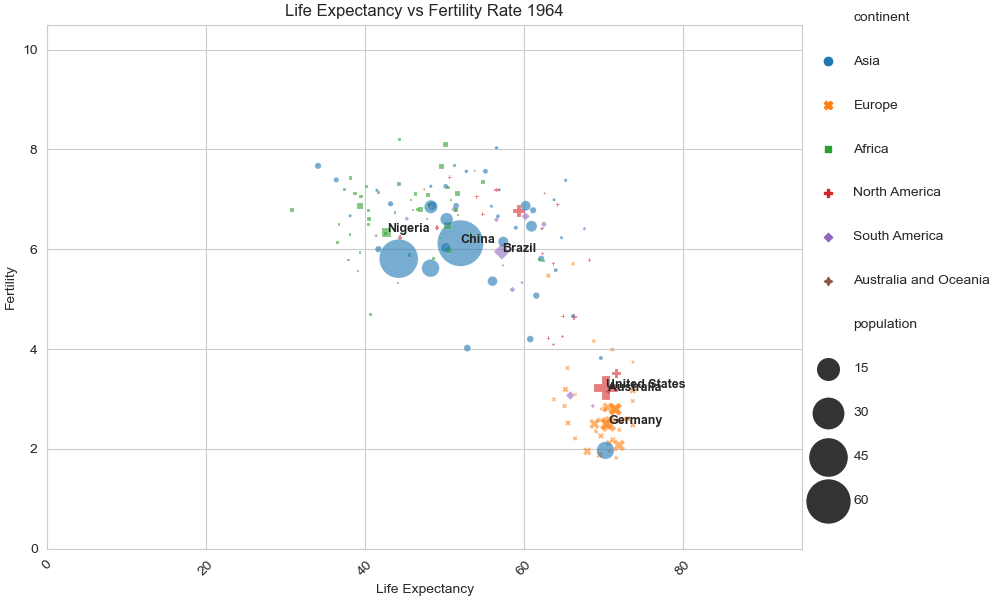 Life Expectancy vs Fertility Rate 1964
continent
Asia
Europe
Africa
North America
South America
Australia and Oceania
population
15
30
45
60
10
8
6
4
2
0
Fertility
Nigeria
China
Brazil
United States
Australia
Germany
0
20
40
60
80
Life Expectancy